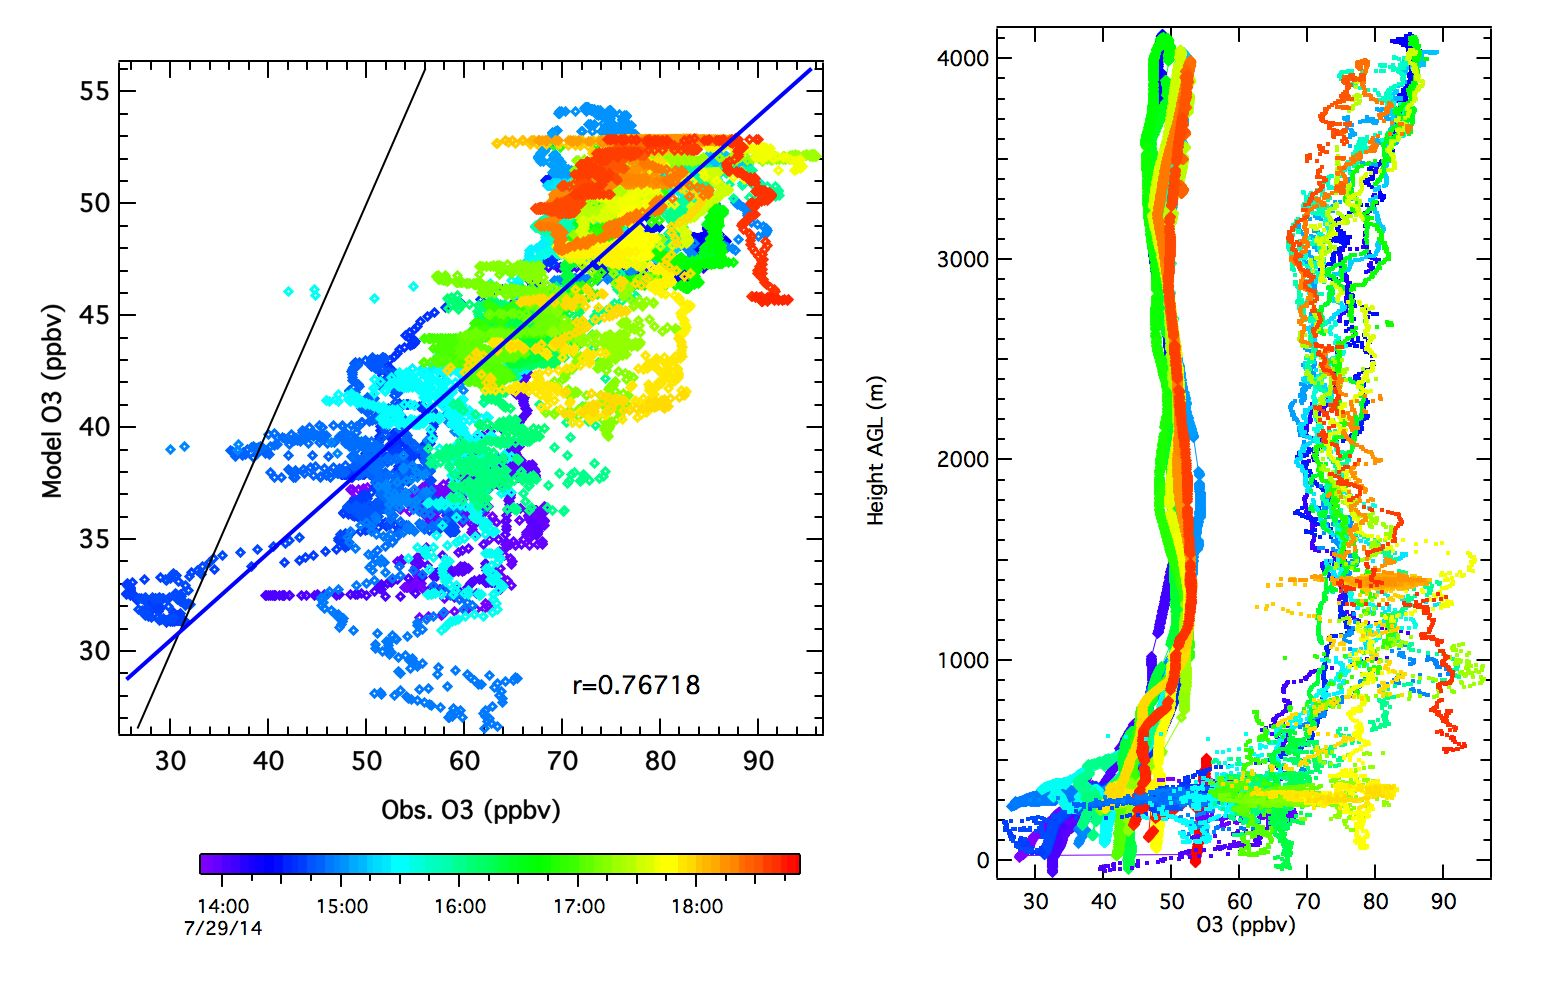 55
50
45
40
35
30
Model O3 (ppbv)
r=0.76718
30 40 50 60 70 80 90
Obs. O3 (ppbv)
14:00 15:00 16:00 17:00 18:00
7/29/14
4000
3000
2000
1000
0
Height AGL (m)
30 40 50 60 70 80 90
O3 (ppbv)